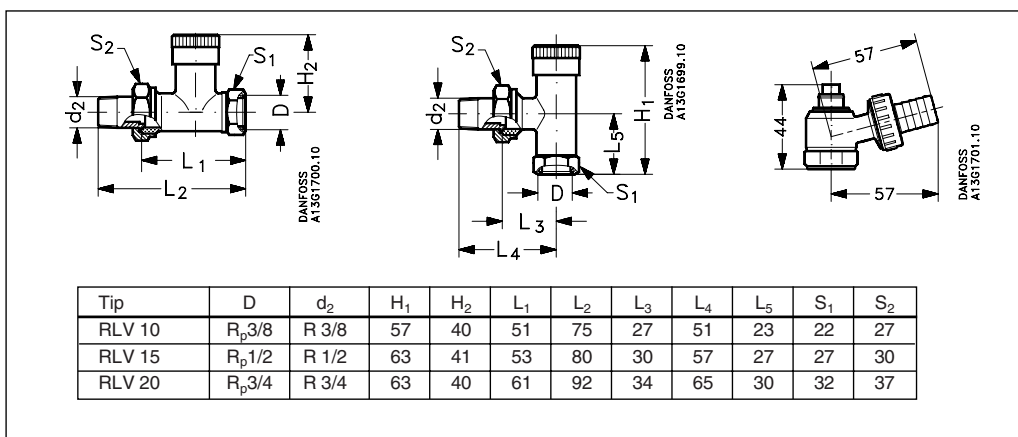 S₂
S₁
H₂
d₂
D
L₁
L₂
DANFOSS
A13G1700.10
S₂
d₂
H₁
L₅
D
S₁
L₃
L₄
DANFOSS
A13G1699.10
57
44
57
DANFOSS
A13G1701.10
Tip D d₂ H₁ H₂ L₁ L₂ L₃ L₄ L₅ S₁ S₂
RLV 10 Rₚ3/8 R 3/8 57 40 51 75 27 51 23 22 27
RLV 15 Rₚ1/2 R 1/2 63 41 53 80 30 57 27 27 30
RLV 20 Rₚ3/4 R 3/4 63 40 61 92 34 65 30 32 37